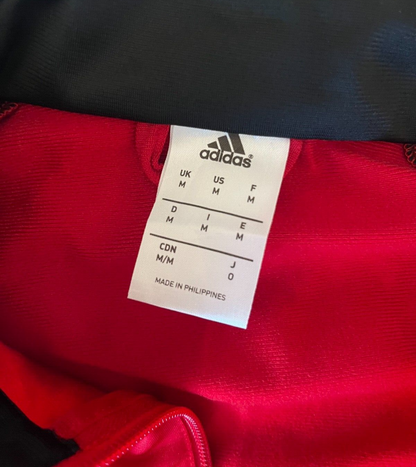 adidas®
UK US F
M M M
D I E
M M M
CDN J
M/M O
MADE IN PHILIPPINES